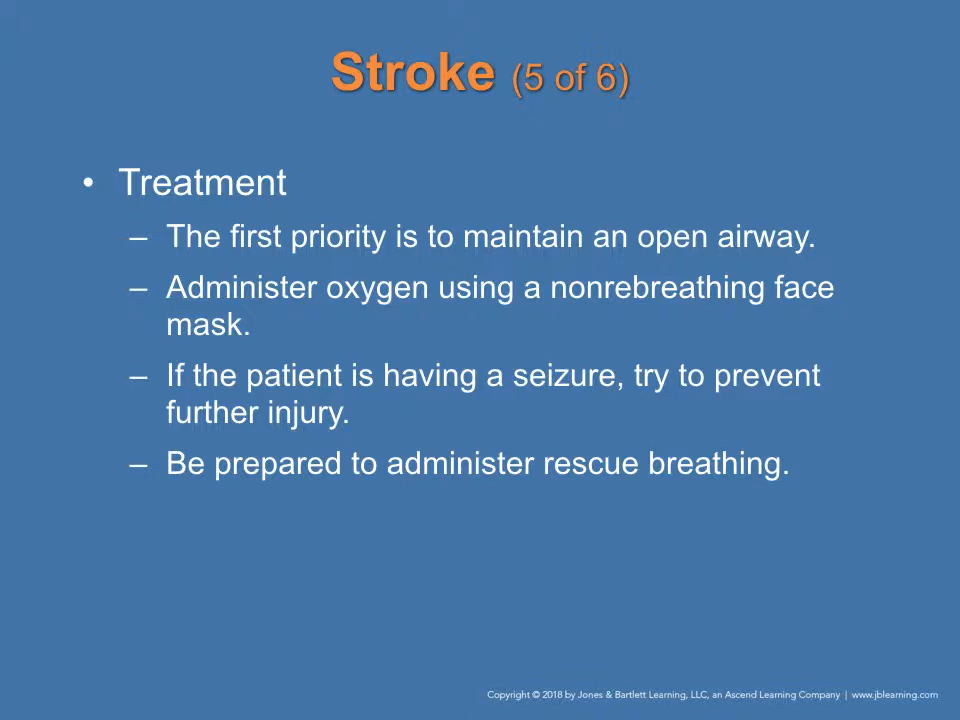 Stroke (5 of 6)
• Treatment
– The first priority is to maintain an open airway.
– Administer oxygen using a nonrebreathing face
mask.
– If the patient is having a seizure, try to prevent
further injury.
– Be prepared to administer rescue breathing.
Copyright © 2018 by Jones & Bartlett Learning, LLC, an Ascend Learning Company | www.jblearning.com